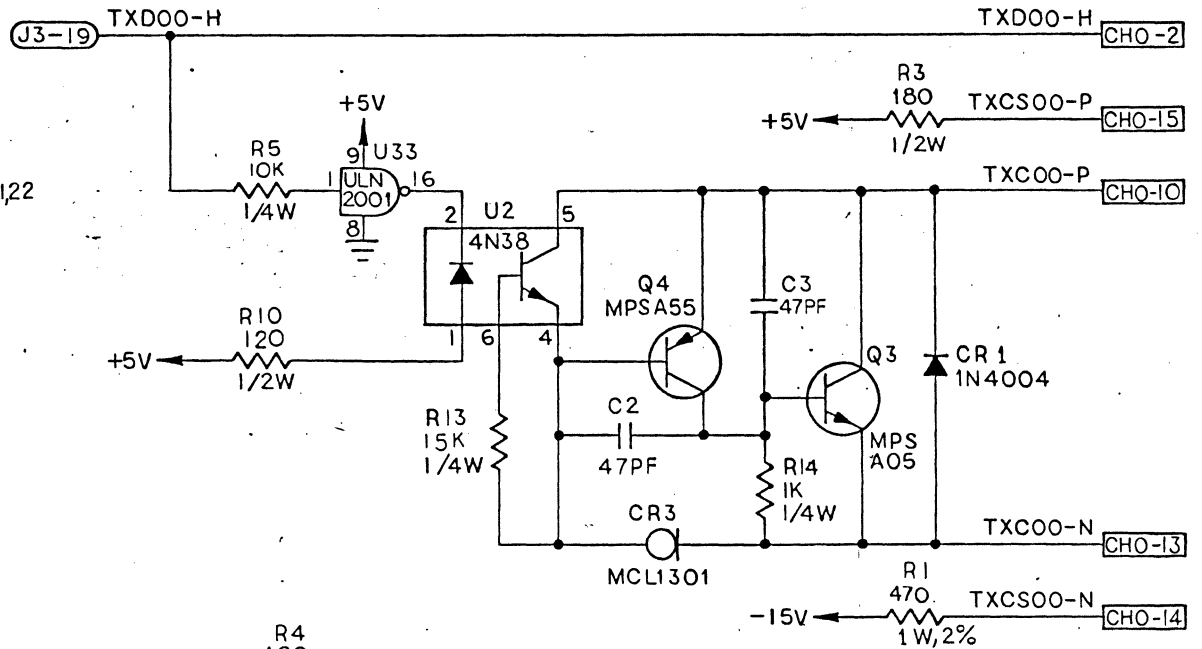 TXD00-H
TXD00-H
J3-19
CHO-2
R3
180
TXCS00-P
+5V
CHO-15
1/2W
+5V
9
U33
R5
10K
1
ULN
2001
16
1/4W
8
1,22
TXC00-P
CHO-10
2
U2
5
4N38
1
6
4
Q4
MPSA55
C3
47PF
R10
120
+5V
1/2W
Q3
CR1
1N4004
R13
15K
1/4W
C2
47PF
MPS
A05
R14
1K
1/4W
CR3
MCL1301
TXC00-N
CHO-13
R1
470
TXCS00-N
-15V
CHO-14
1W,2%
R4